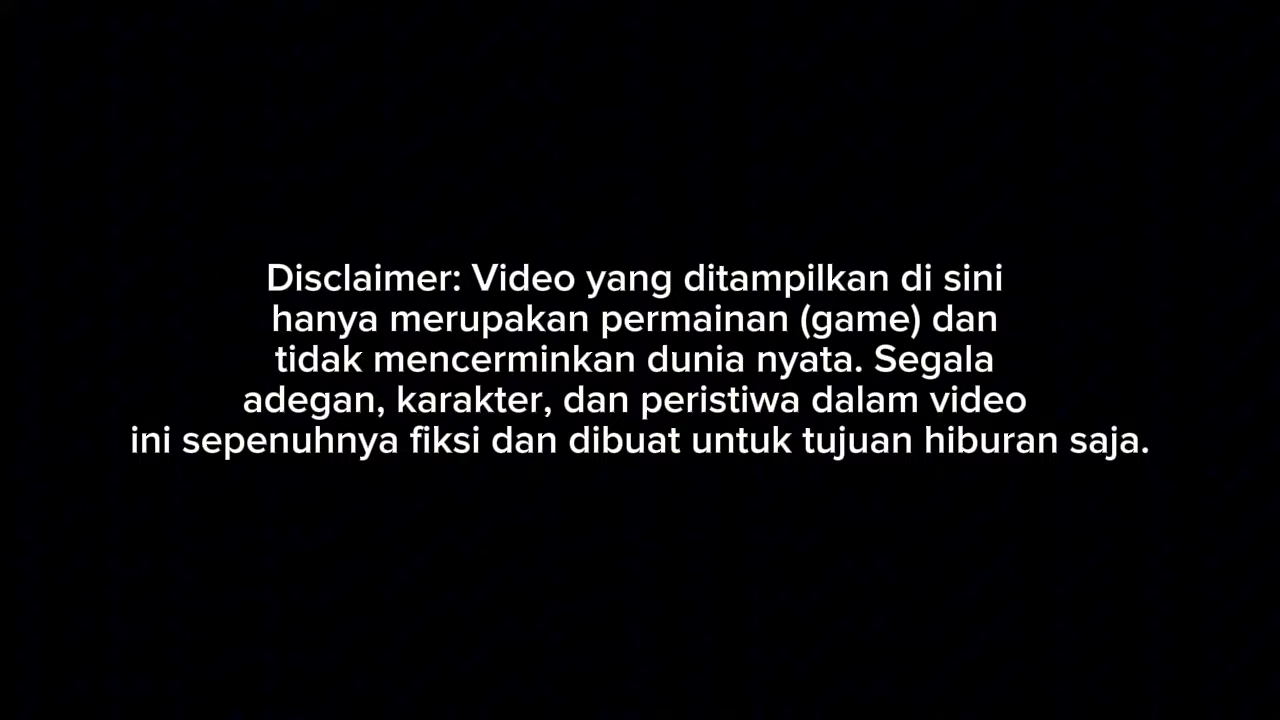 Disclaimer: Video yang ditampilkan di sini
hanya merupakan permainan (game) dan
tidak mencerminkan dunia nyata. Segala
adegan, karakter, dan peristiwa dalam video
ini sepenuhnya fiksi dan dibuat untuk tujuan hiburan saja.